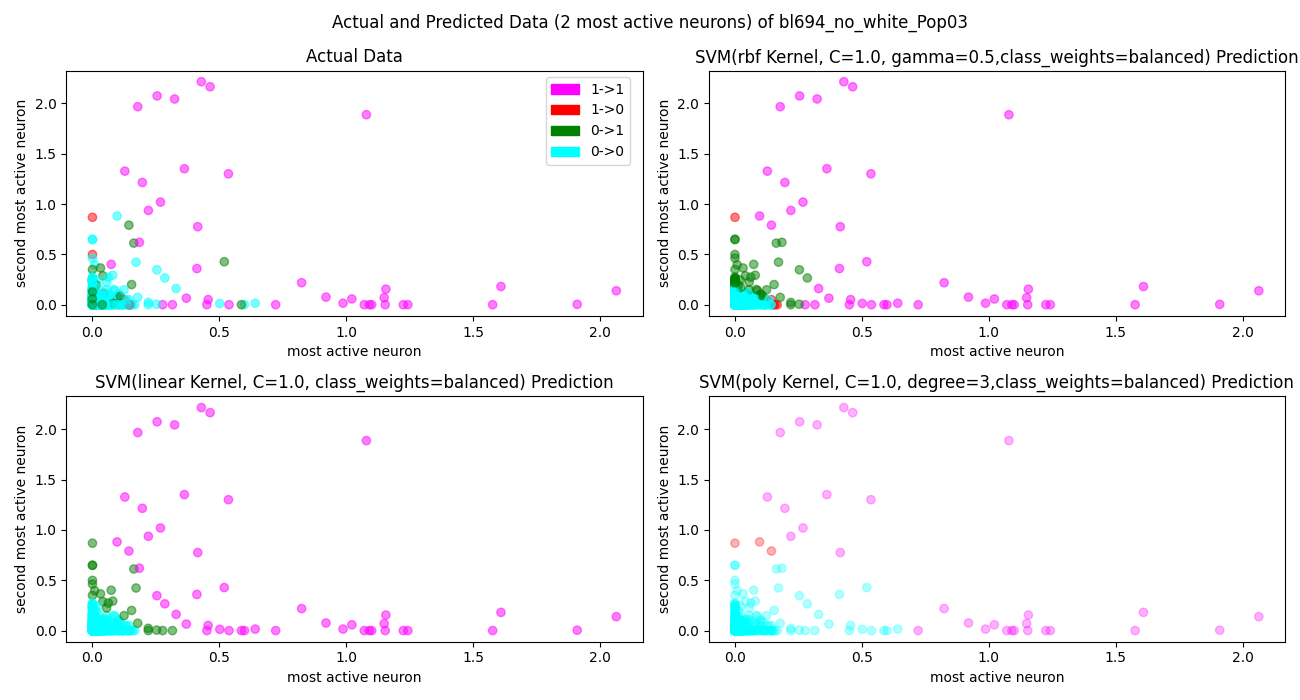 Actual and Predicted Data (2 most active neurons) of bl694_no_white_Pop03
Actual Data
2.0
1.5
1.0
0.5
0.0
second most active neuron
1->1
1->0
0->1
0->0
0.0 0.5 1.0 1.5 2.0
most active neuron
SVM(rbf Kernel, C=1.0, gamma=0.5,class_weights=balanced) Prediction
2.0
1.5
1.0
0.5
0.0
second most active neuron
0.0 0.5 1.0 1.5 2.0
most active neuron
SVM(linear Kernel, C=1.0, class_weights=balanced) Prediction
2.0
1.5
1.0
0.5
0.0
second most active neuron
0.0 0.5 1.0 1.5 2.0
most active neuron
SVM(poly Kernel, C=1.0, degree=3,class_weights=balanced) Prediction
2.0
1.5
1.0
0.5
0.0
second most active neuron
0.0 0.5 1.0 1.5 2.0
most active neuron